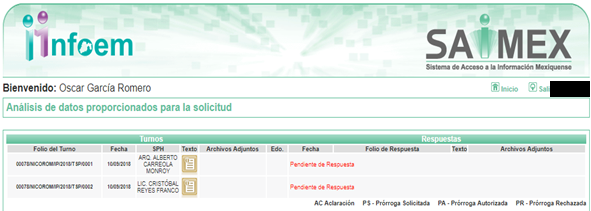 infoem
SAIMEX
Sistema de Acceso a la Información Mexiquense
Bienvenido: Oscar García Romero
Inicio
Análisis de datos proporcionados para la solicitud
Turnos Respuestas
Folio del Turno Fecha SPH Texto Archivos Adjuntos Edo. Fecha Folio de Respuesta Texto Archivos Adjuntos
10/09/2018 ARQ. ALBERTO CARREOLA MONROY Pendiente de Respuesta
10/09/2018 LIC. CRISTÓBAL REYES FRANCO Pendiente de Respuesta
AC Aclaración PS - Prórroga Solicitada PA - Prórroga Autorizada PR - Prórroga Rechazada